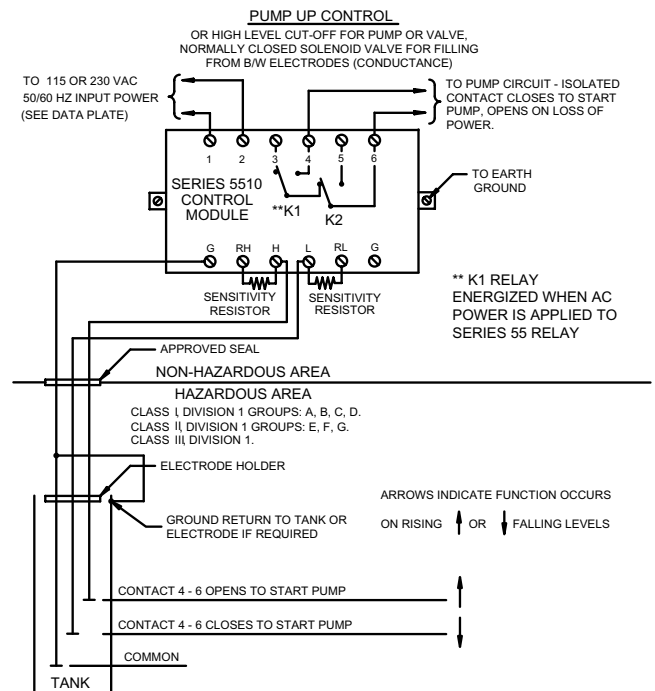 PUMP UP CONTROL
OR HIGH LEVEL CUT-OFF FOR PUMP OR VALVE,
NORMALLY CLOSED SOLENOID VALVE FOR FILLING
FROM B/W ELECTRODES (CONDUCTANCE)
TO 115 OR 230 VAC
50/60 HZ INPUT POWER
(SEE DATA PLATE)
TO PUMP CIRCUIT - ISOLATED
CONTACT CLOSES TO START
PUMP, OPENS ON LOSS OF
POWER.
1 2 3 4 5 6
SERIES 5510
CONTROL
MODULE
**K1
K2
TO EARTH
GROUND
G RH H L RL G
SENSITIVITY
RESISTOR
SENSITIVITY
RESISTOR
** K1 RELAY
ENERGIZED WHEN AC
POWER IS APPLIED TO
SERIES 55 RELAY
APPROVED SEAL
NON-HAZARDOUS AREA
HAZARDOUS AREA
CLASS I, DIVISION 1 GROUPS: A, B, C, D.
CLASS II, DIVISION 1 GROUPS: E, F, G.
CLASS III, DIVISION 1.
ELECTRODE HOLDER
GROUND RETURN TO TANK OR
ELECTRODE IF REQUIRED
ARROWS INDICATE FUNCTION OCCURS
ON RISING OR FALLING LEVELS
CONTACT 4 - 6 OPENS TO START PUMP
CONTACT 4 - 6 CLOSES TO START PUMP
COMMON
TANK